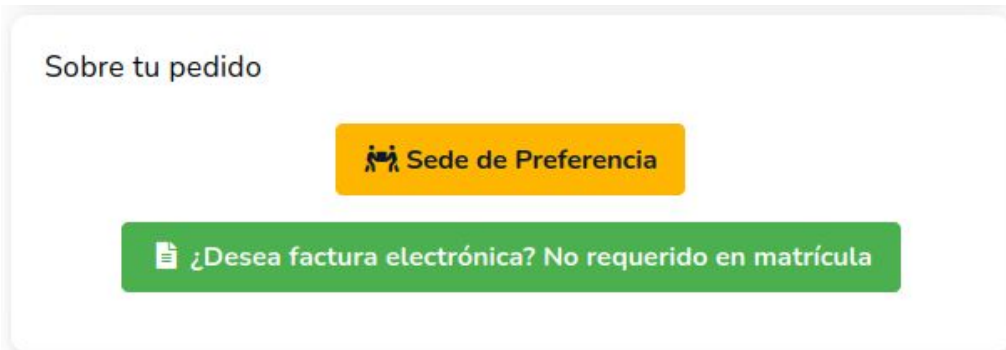 Sobre tu pedido
Sede de Preferencia
¿Desea factura electrónica? No requerido en matrícula